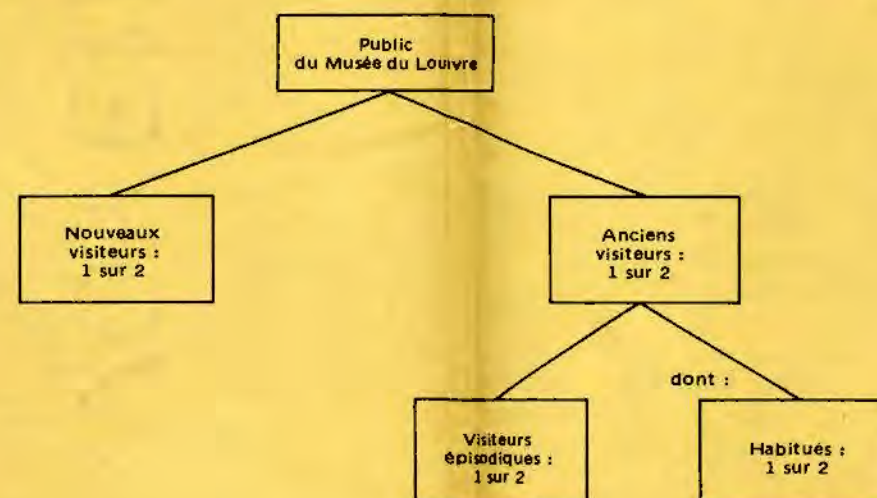 Public
du Musée du Louivre
Nouveaux
visiteurs :
1 sur 2
Anciens
visiteurs :
1 sur 2
dont :
Visiteurs
épisodiques :
1 sur 2
Habitués :
1 sur 2